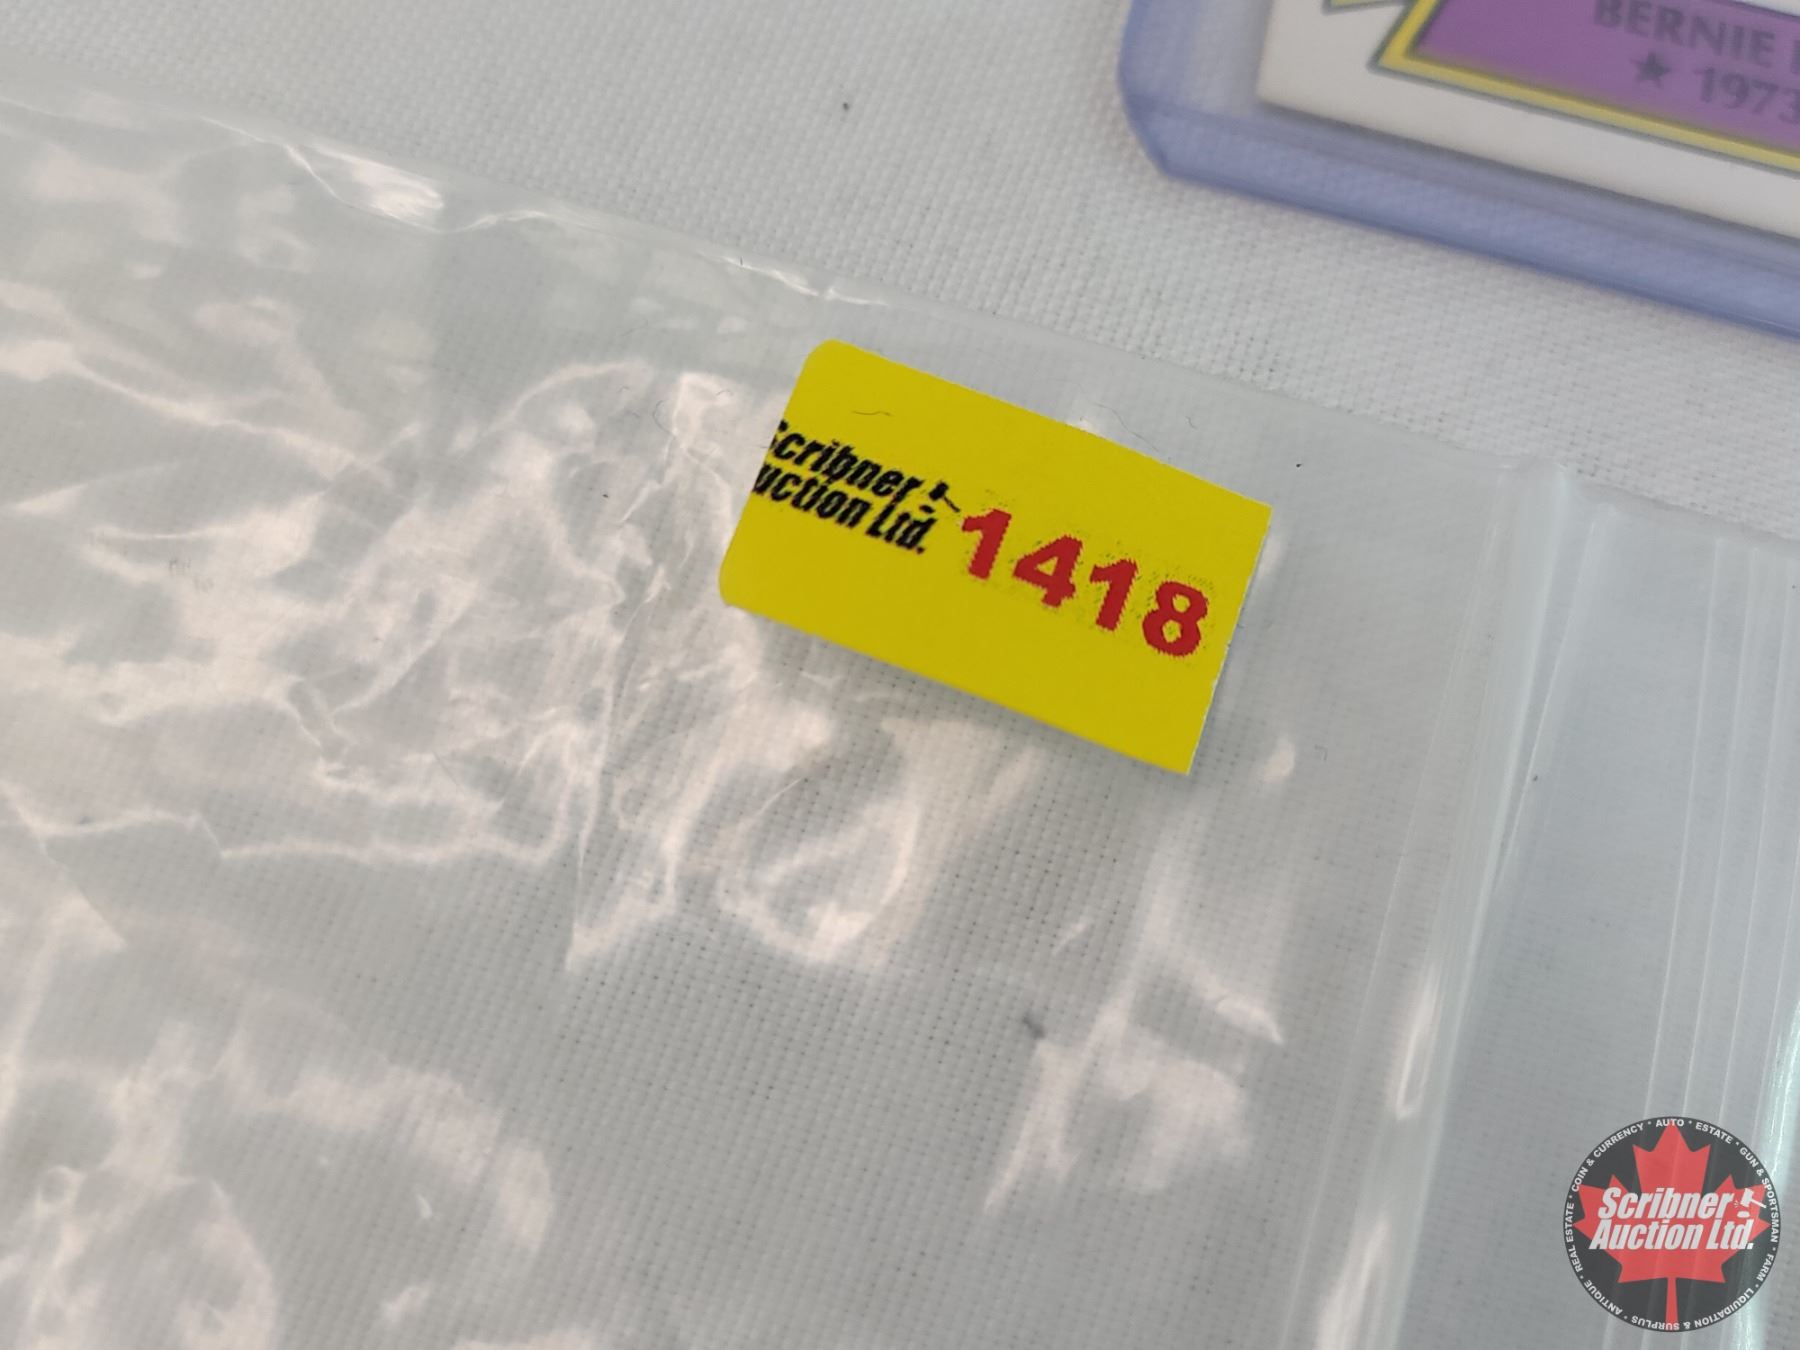 BERNIE
★ 1973
Scribner
Auction Ltd.
1418
COIN & CURRENCY • AUTO • ESTATE • GUN & SPORTSMAN • FARM • LIQUIDATION & SURPLUS • ANTIQUE • REAL ESTATE
Scribner
Auction Ltd.